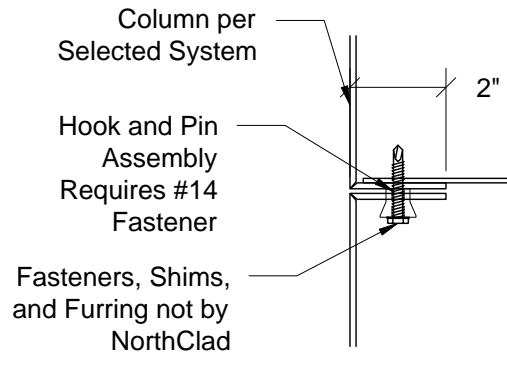 Column per
Selected System
2"
Hook and Pin
Assembly
Requires #14
Fastener
Fasteners, Shims,
and Furring not by
NorthClad